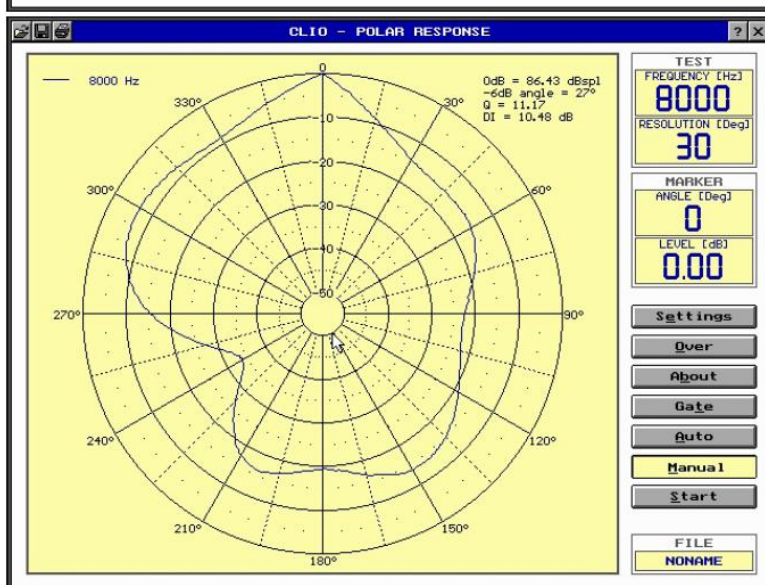 CLIO - POLAR RESPONSE
?
X
8000 Hz
0dB = 86.43 dBspl
-6dB angle = 27°
Q = 11.17
DI = 10.48 dB
0
330°
30°
-10
-20
300°
60°
-30
-40
-50
270°
90°
240°
120°
210°
150°
180°
TEST
FREQUENCY [Hz]
8000
RESOLUTION [Deg]
30
MARKER
ANGLE [Deg]
0
LEVEL [dB]
0.00
Settings
Over
About
Gate
Auto
Manual
Start
FILE
NONAME